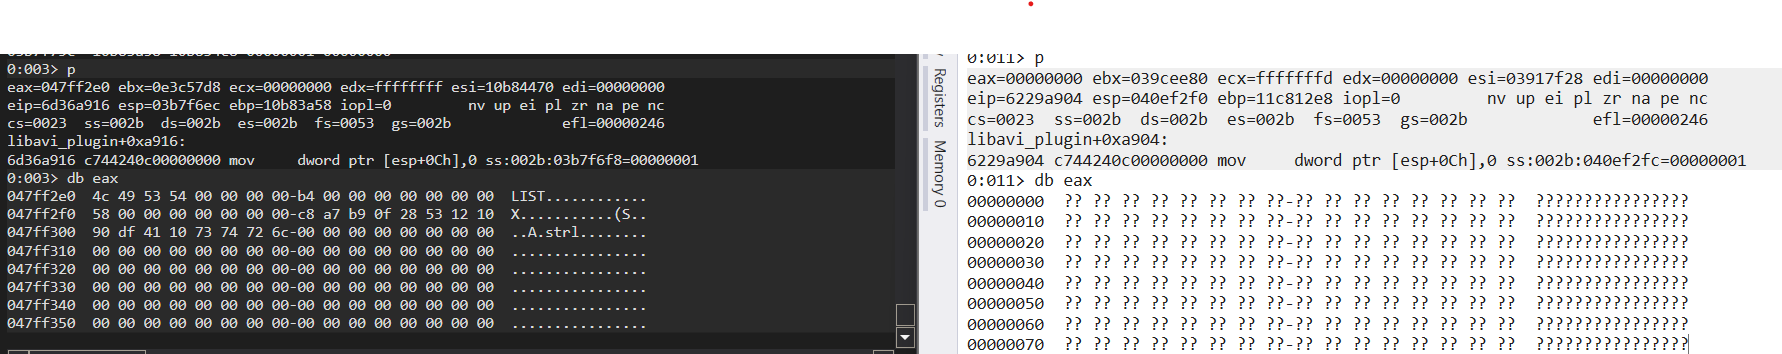 0:003> p
eax=047ff2e0 ebx=0e3c57d8 ecx=00000000 edx=ffffffff esi=10b84470 edi=00000000
eip=6d36a916 esp=03b7f6ec ebp=10b83a58 iopl=0         nv up ei pl zr na pe nc
cs=0023  ss=002b  ds=002b  es=002b  fs=0053  gs=002b             efl=00000246
libavi_plugin+0xa916:
6d36a916 c744240c00000000 mov     dword ptr [esp+0Ch],0 ss:002b:03b7f6f8=00000001
0:003> db eax
047ff2e0  4c 49 53 54 00 00 00 00-b4 00 00 00 00 00 00 00  LIST............
047ff2f0  58 00 00 00 00 00 00 00-c8 a7 b9 0f 28 53 12 10  X...........(S..
047ff300  90 df 41 10 73 74 72 6c-00 00 00 00 00 00 00 00  ..A.strl........
047ff310  00 00 00 00 00 00 00 00-00 00 00 00 00 00 00 00  ................
047ff320  00 00 00 00 00 00 00 00-00 00 00 00 00 00 00 00  ................
047ff330  00 00 00 00 00 00 00 00-00 00 00 00 00 00 00 00  ................
047ff340  00 00 00 00 00 00 00 00-00 00 00 00 00 00 00 00  ................
047ff350  00 00 00 00 00 00 00 00-00 00 00 00 00 00 00 00  ................
Registers
Memory 0
0:011> p
eax=00000000 ebx=039cee80 ecx=fffffffd edx=00000000 esi=03917f28 edi=00000000
eip=6229a904 esp=040ef2f0 ebp=11c812e8 iopl=0         nv up ei pl zr na pe nc
cs=0023  ss=002b  ds=002b  es=002b  fs=0053  gs=002b             efl=00000246
libavi_plugin+0xa904:
6229a904 c744240c00000000 mov     dword ptr [esp+0Ch],0 ss:002b:040ef2fc=00000001
0:011> db eax
00000000  ?? ?? ?? ?? ?? ?? ?? ??-?? ?? ?? ?? ?? ?? ?? ??  ????????????????
00000010  ?? ?? ?? ?? ?? ?? ?? ??-?? ?? ?? ?? ?? ?? ?? ??  ????????????????
00000020  ?? ?? ?? ?? ?? ?? ?? ??-?? ?? ?? ?? ?? ?? ?? ??  ????????????????
00000030  ?? ?? ?? ?? ?? ?? ?? ??-?? ?? ?? ?? ?? ?? ?? ??  ????????????????
00000040  ?? ?? ?? ?? ?? ?? ?? ??-?? ?? ?? ?? ?? ?? ?? ??  ????????????????
00000050  ?? ?? ?? ?? ?? ?? ?? ??-?? ?? ?? ?? ?? ?? ?? ??  ????????????????
00000060  ?? ?? ?? ?? ?? ?? ?? ??-?? ?? ?? ?? ?? ?? ?? ??  ????????????????
00000070  ?? ?? ?? ?? ?? ?? ?? ??-?? ?? ?? ?? ?? ?? ?? ??  ????????????????